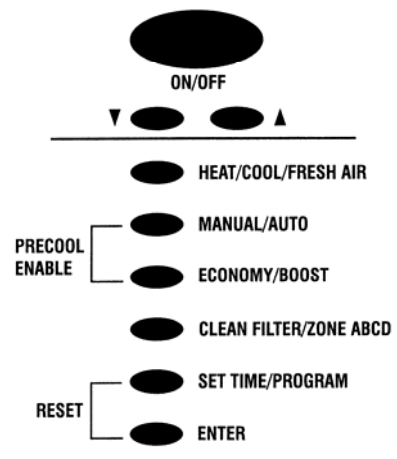 ON/OFF
▼ ▲
HEAT/COOL/FRESH AIR
MANUAL/AUTO
PRECOOL
ENABLE
ECONOMY/BOOST
CLEAN FILTER/ZONE ABCD
SET TIME/PROGRAM
RESET
ENTER